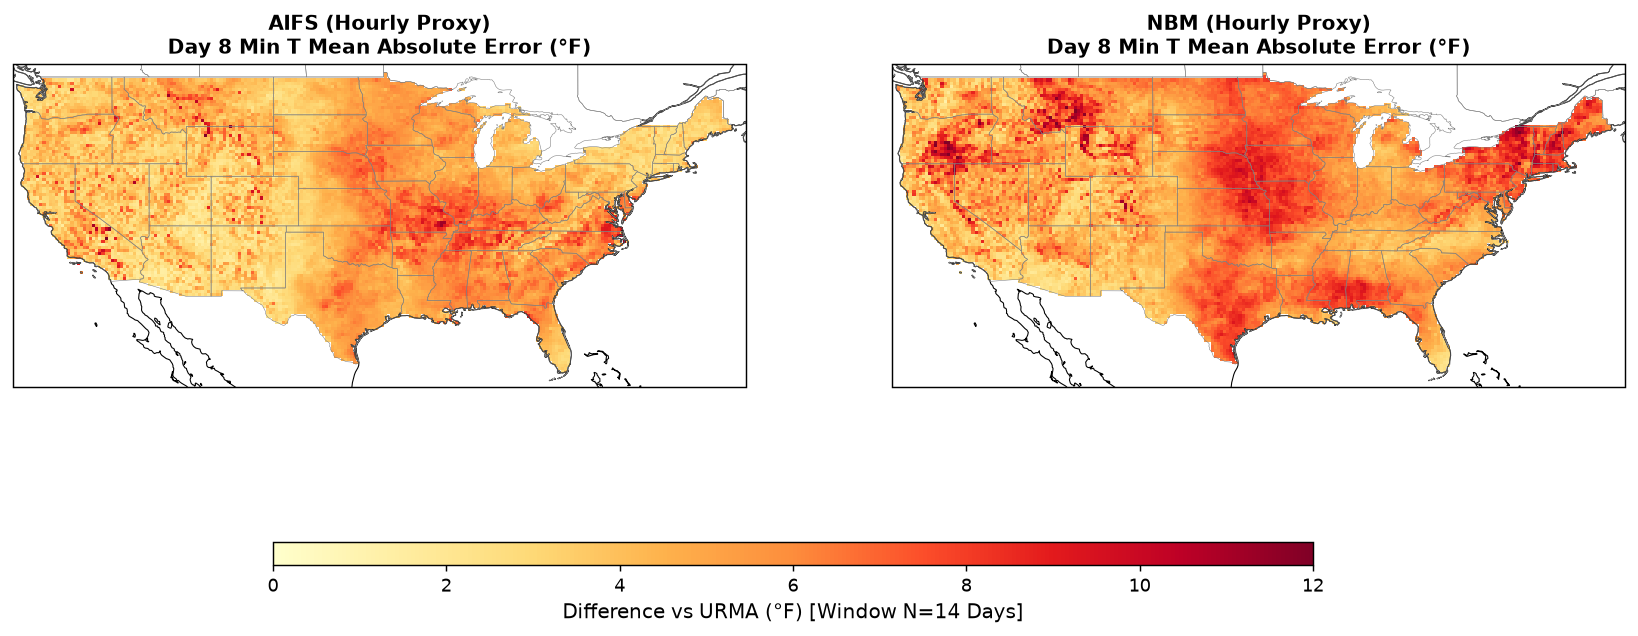 AIFS (Hourly Proxy)
Day 8 Min T Mean Absolute Error (°F)
NBM (Hourly Proxy)
Day 8 Min T Mean Absolute Error (°F)
0 2 4 6 8 10 12
Difference vs URMA (°F) [Window N=14 Days]